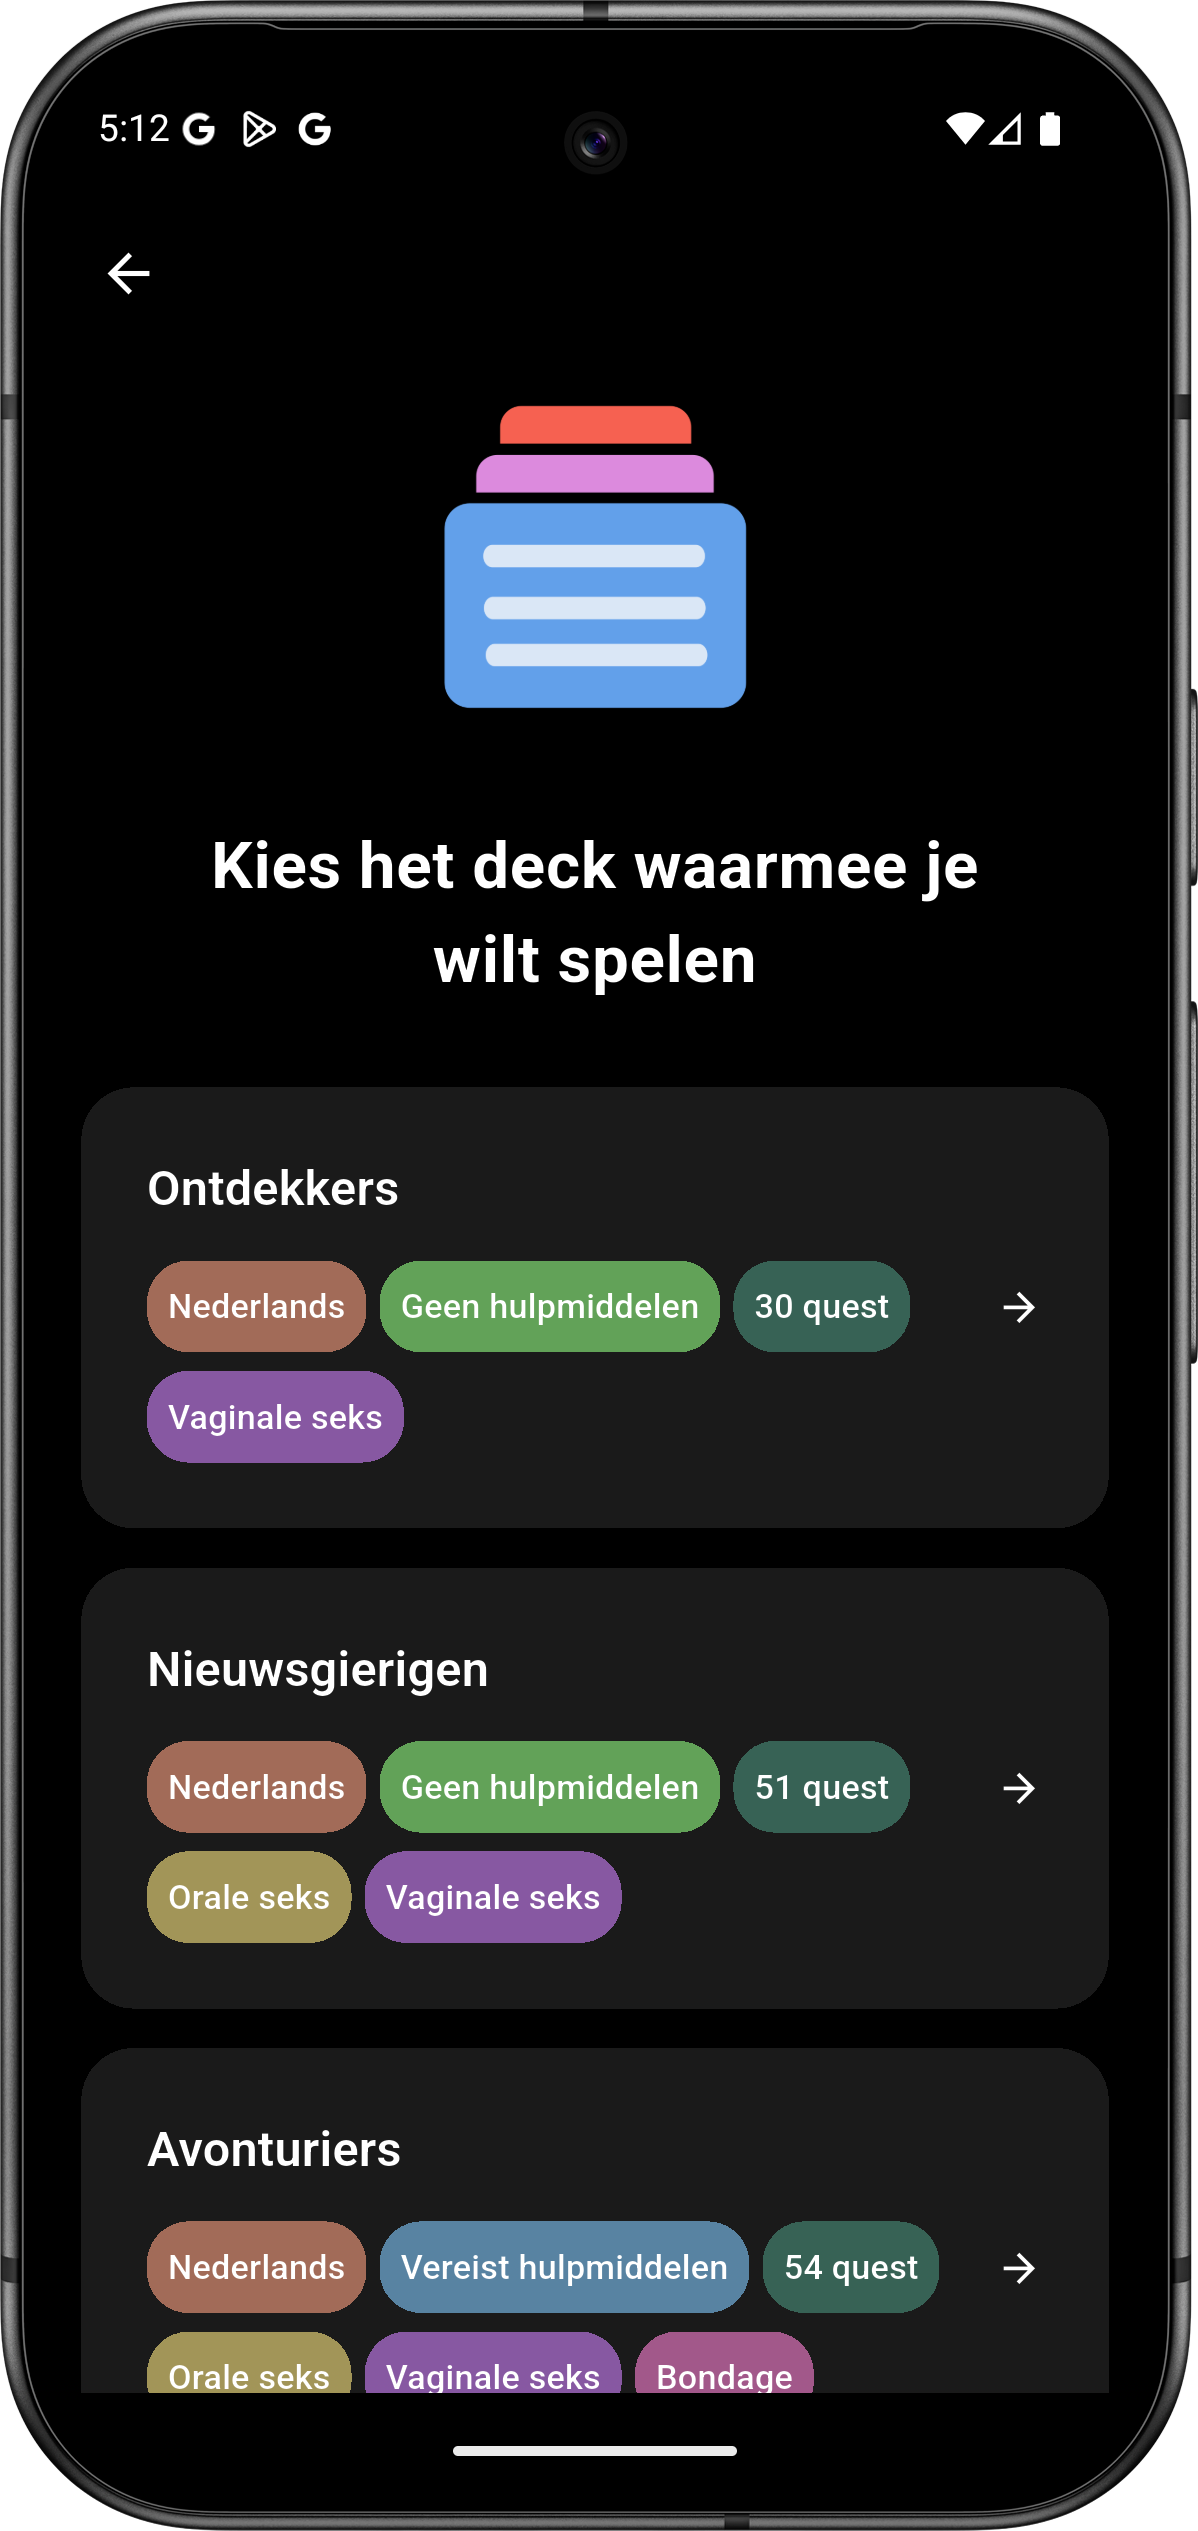 5:12
Kies het deck waarmee je
wilt spelen
Ontdekkers
Nederlands Geen hulpmiddelen 30 quest
Vaginale seks
Nieuwsgierigen
Nederlands Geen hulpmiddelen 51 quest
Orale seks Vaginale seks
Avonturiers
Nederlands Vereist hulpmiddelen 54 quest
Orale seks Vaginale seks Bondage